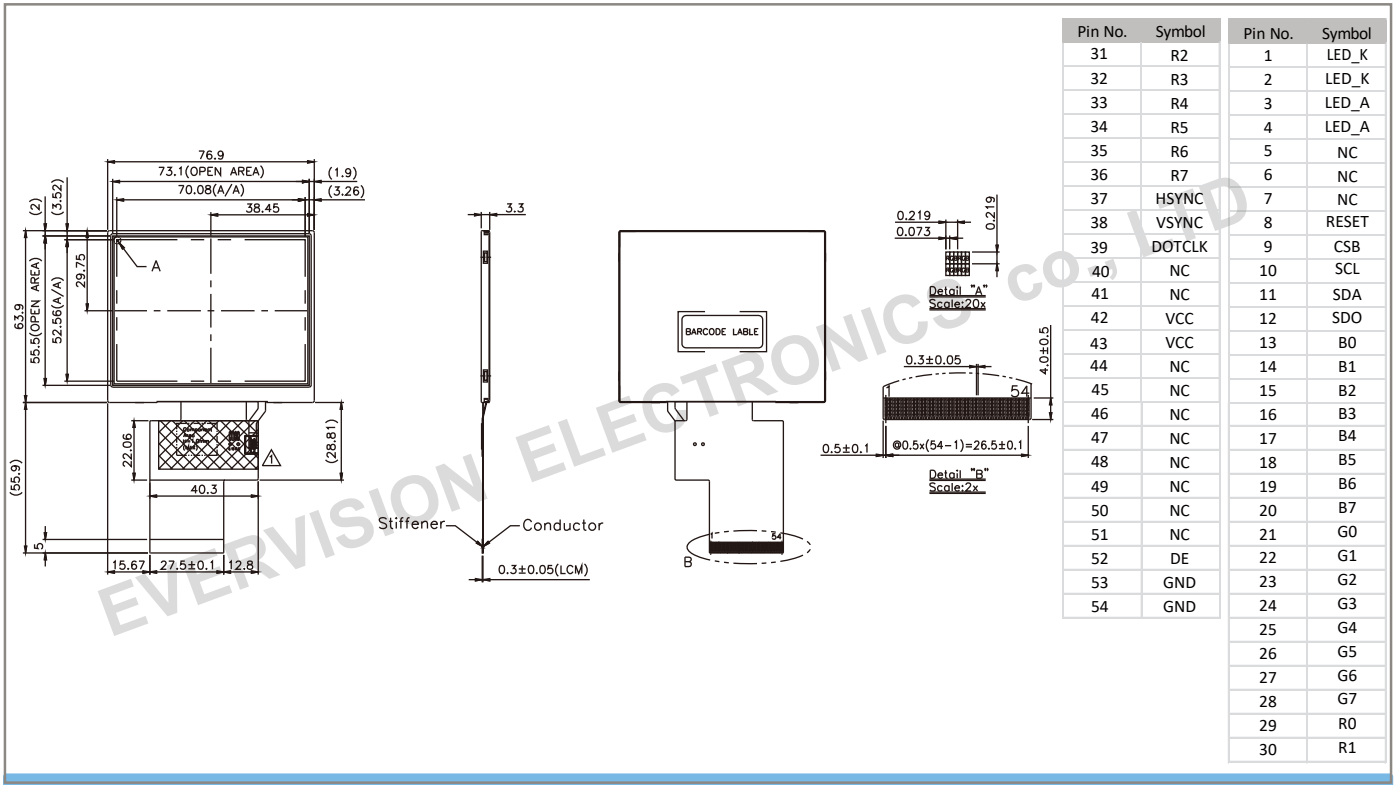 76.9
73.1(OPEN AREA)
(1.9)
70.08(A/A)
(3.26)
38.45
(2)
(3.52)
63.9
55.5(OPEN AREA)
52.56(A/A)
29.75
A
(55.9)
22.06
(28.81)
40.3
5
15.67 27.5±0.1 12.8
1
3.3
Stiffener
Conductor
0.3±0.05(LCM)
BARCODE LABLE
1 54
B
0.219
0.219
0.073
Detail "A"
Scale:20x
0.3±0.05
4.0±0.5
1 54
0.5±0.1
@0.5x(54-1)=26.5±0.1
Detail "B"
Scale:2x
EVERVISION ELECTRONICS CO., LTD
Pin No. Symbol
31 R2
32 R3
33 R4
34 R5
35 R6
36 R7
37 HSYNC
38 VSYNC
39 DOTCLK
40 NC
41 NC
42 VCC
43 VCC
44 NC
45 NC
46 NC
47 NC
48 NC
49 NC
50 NC
51 NC
52 DE
53 GND
54 GND
Pin No. Symbol
1 LED_K
2 LED_K
3 LED_A
4 LED_A
5 NC
6 NC
7 NC
8 RESET
9 CSB
10 SCL
11 SDA
12 SDO
13 B0
14 B1
15 B2
16 B3
17 B4
18 B5
19 B6
20 B7
21 G0
22 G1
23 G2
24 G3
25 G4
26 G5
27 G6
28 G7
29 R0
30 R1